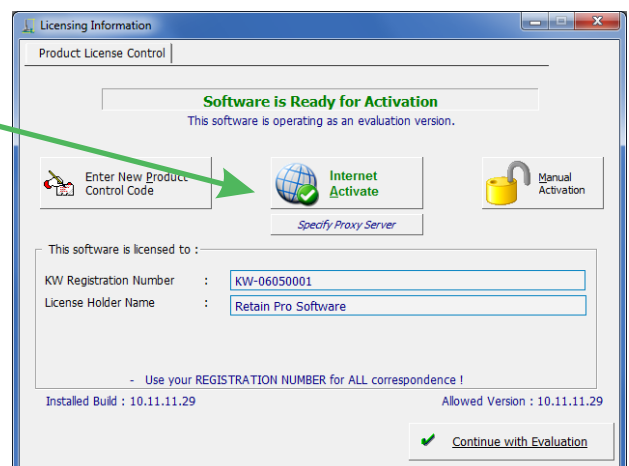 Licensing Information
Product License Control
Software is Ready for Activation
This software is operating as an evaluation version.
Enter New Product
Control Code
Internet
Activate
Manual
Activation
Specify Proxy Server
This software is licensed to :
KW Registration Number : KW-06050001
License Holder Name : Retain Pro Software
- Use your REGISTRATION NUMBER for ALL correspondence !
Installed Build : 10.11.11.29 Allowed Version : 10.11.11.29
Continue with Evaluation